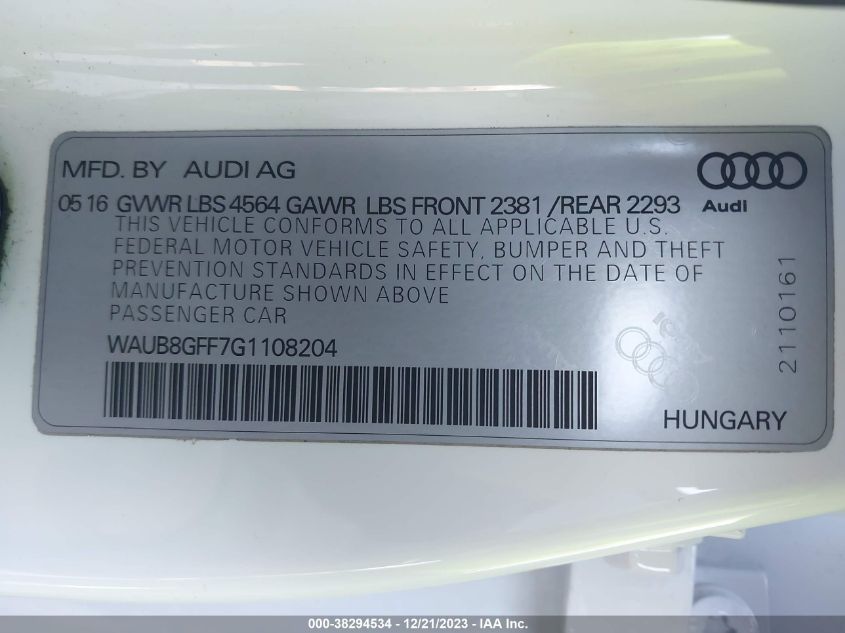 MFD. BY AUDI AG
Audi
05 16 GVWR LBS 4564 GAWR LBS FRONT 2381 /REAR 2293
THIS VEHICLE CONFORMS TO ALL APPLICABLE U.S.
FEDERAL MOTOR VEHICLE SAFETY, BUMPER AND THEFT
PREVENTION STANDARDS IN EFFECT ON THE DATE OF
MANUFACTURE SHOWN ABOVE
PASSENGER CAR
WAUB8GFF7G1108204
2110161
HUNGARY
000-38294534 - 12/21/2023 - IAA Inc.